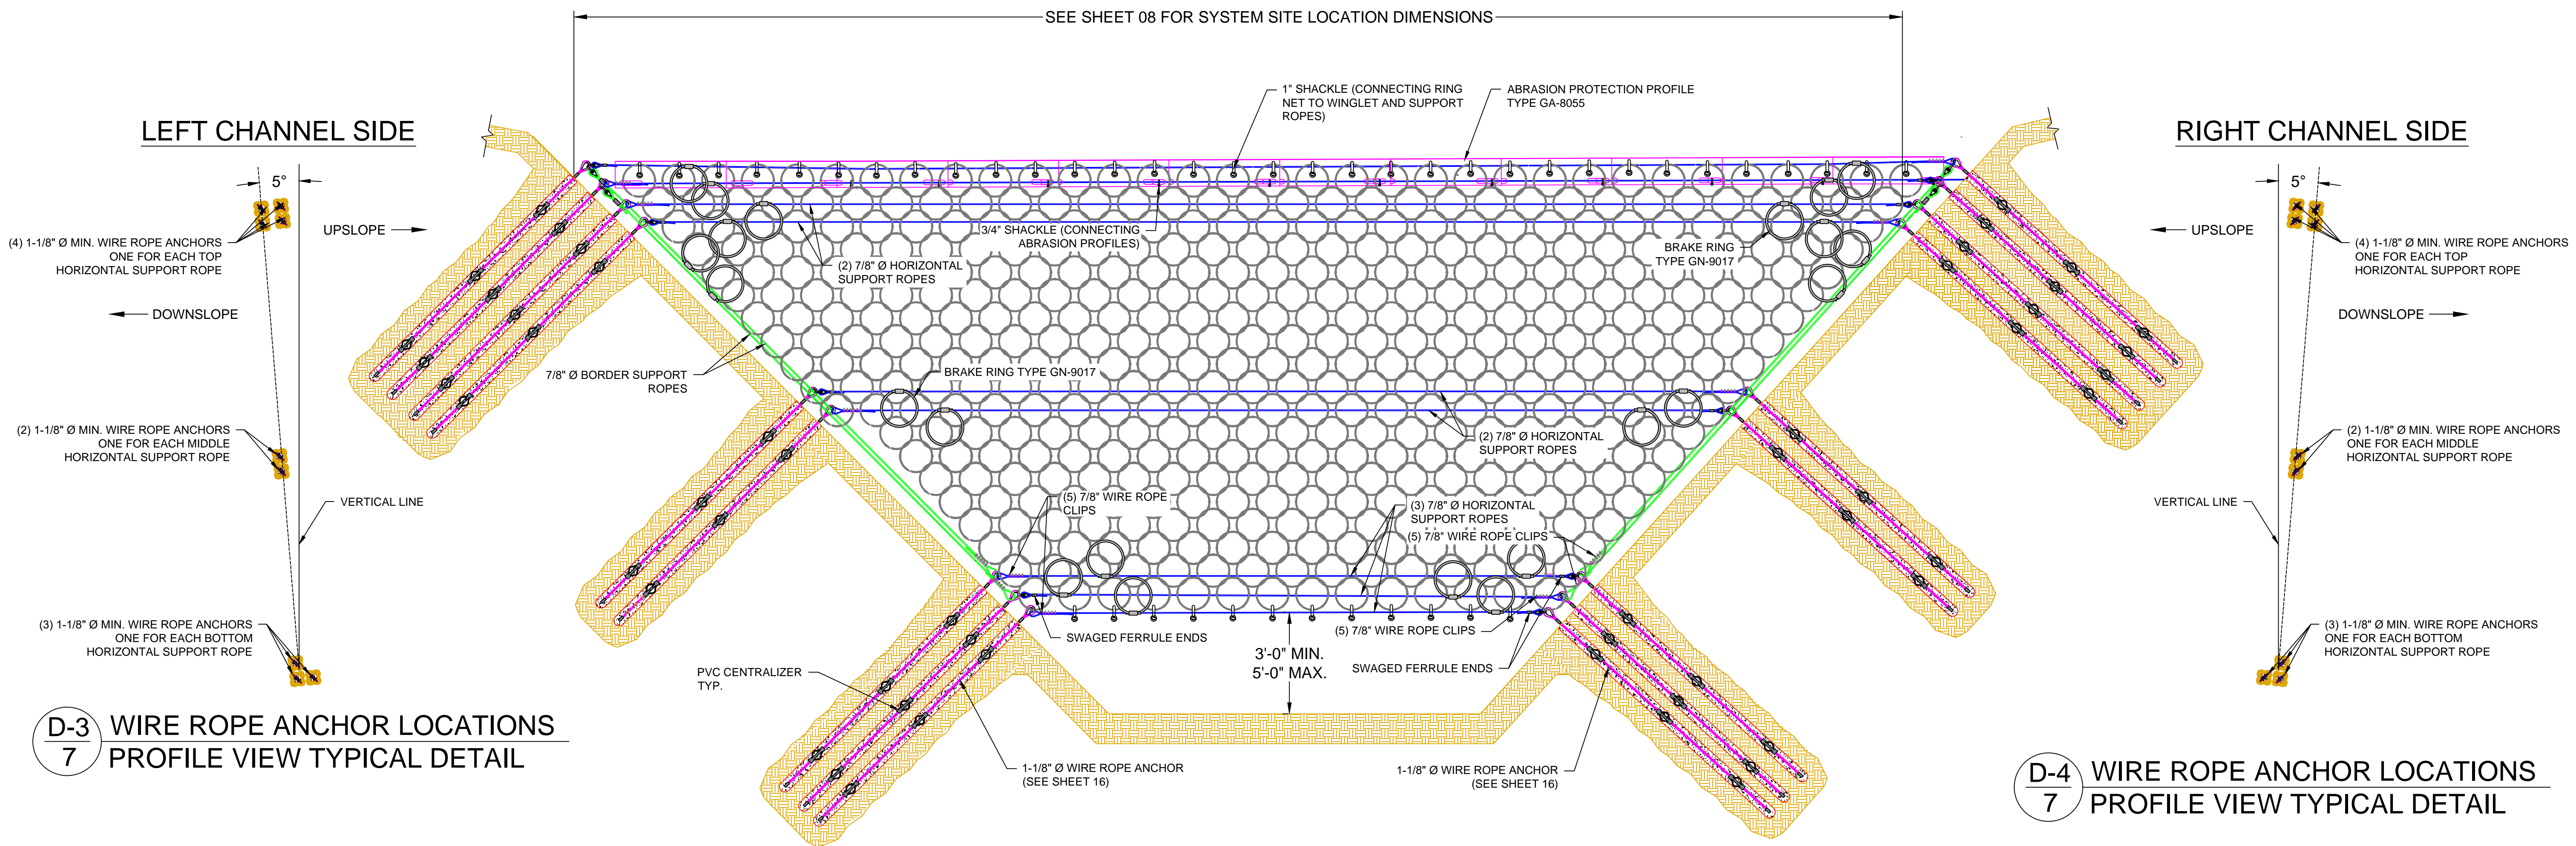 SEE SHEET 08 FOR SYSTEM SITE LOCATION DIMENSIONS
1" SHACKLE (CONNECTING RING
NET TO WINGLET AND SUPPORT
ROPES)
ABRASION PROTECTION PROFILE
TYPE GA-8055
LEFT CHANNEL SIDE
5°
(4) 1-1/8" Ø MIN. WIRE ROPE ANCHORS
ONE FOR EACH TOP
HORIZONTAL SUPPORT ROPE
UPSLOPE
DOWNSLOPE
(2) 1-1/8" Ø MIN. WIRE ROPE ANCHORS
ONE FOR EACH MIDDLE
HORIZONTAL SUPPORT ROPE
VERTICAL LINE
(3) 1-1/8" Ø MIN. WIRE ROPE ANCHORS
ONE FOR EACH BOTTOM
HORIZONTAL SUPPORT ROPE
D-3
7
WIRE ROPE ANCHOR LOCATIONS
PROFILE VIEW TYPICAL DETAIL
3/4" SHACKLE (CONNECTING
ABRASION PROFILES)
(2) 7/8" Ø HORIZONTAL
SUPPORT ROPES
BRAKE RING
TYPE GN-9017
7/8" Ø BORDER SUPPORT
ROPES
BRAKE RING TYPE GN-9017
(2) 7/8" Ø HORIZONTAL
SUPPORT ROPES
(5) 7/8" WIRE ROPE
CLIPS
(3) 7/8" Ø HORIZONTAL
SUPPORT ROPES
(5) 7/8" WIRE ROPE CLIPS
SWAGED FERRULE ENDS
(5) 7/8" WIRE ROPE CLIPS
3'-0" MIN.
5'-0" MAX.
SWAGED FERRULE ENDS
PVC CENTRALIZER
TYP.
1-1/8" Ø WIRE ROPE ANCHOR
(SEE SHEET 16)
1-1/8" Ø WIRE ROPE ANCHOR
(SEE SHEET 16)
RIGHT CHANNEL SIDE
5°
UPSLOPE
(4) 1-1/8" Ø MIN. WIRE ROPE ANCHORS
ONE FOR EACH TOP
HORIZONTAL SUPPORT ROPE
DOWNSLOPE
(2) 1-1/8" Ø MIN. WIRE ROPE ANCHORS
ONE FOR EACH MIDDLE
HORIZONTAL SUPPORT ROPE
VERTICAL LINE
(3) 1-1/8" Ø MIN. WIRE ROPE ANCHORS
ONE FOR EACH BOTTOM
HORIZONTAL SUPPORT ROPE
D-4
7
WIRE ROPE ANCHOR LOCATIONS
PROFILE VIEW TYPICAL DETAIL